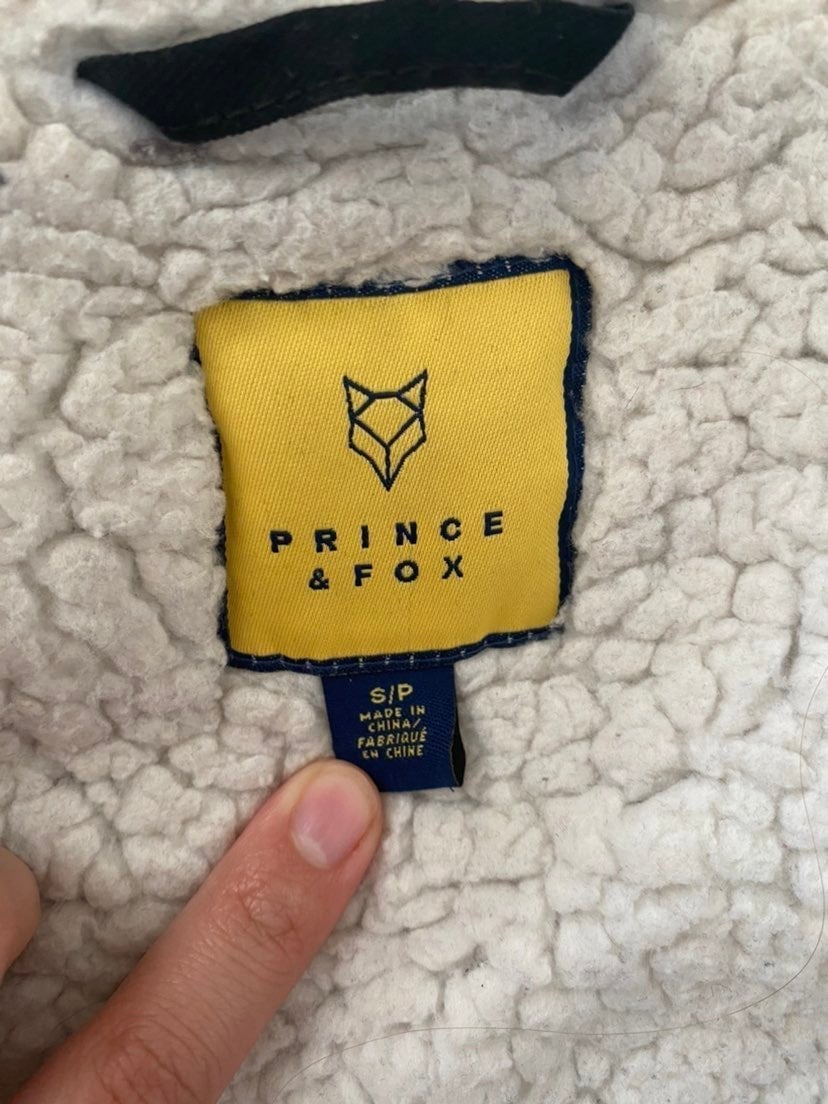 PRINCE
& FOX
S/P
MADE IN
CHINA/
FABRIQUÉ
EN CHINE